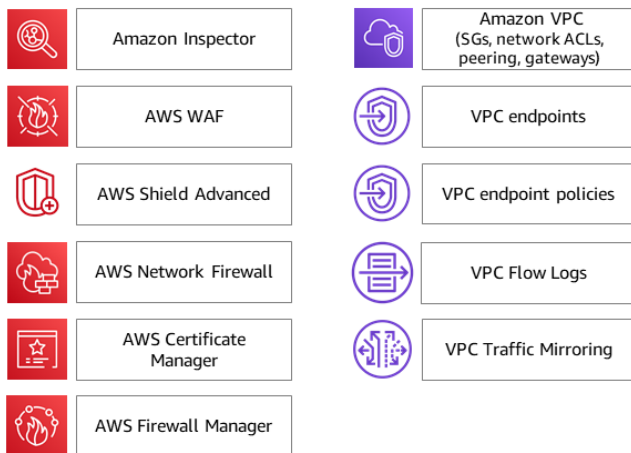 Amazon Inspector
AWS WAF
AWS Shield Advanced
AWS Network Firewall
AWS Certificate
Manager
AWS Firewall Manager
Amazon VPC
(SGs, network ACLs,
peering, gateways)
VPC endpoints
VPC endpoint policies
VPC Flow Logs
VPC Traffic Mirroring